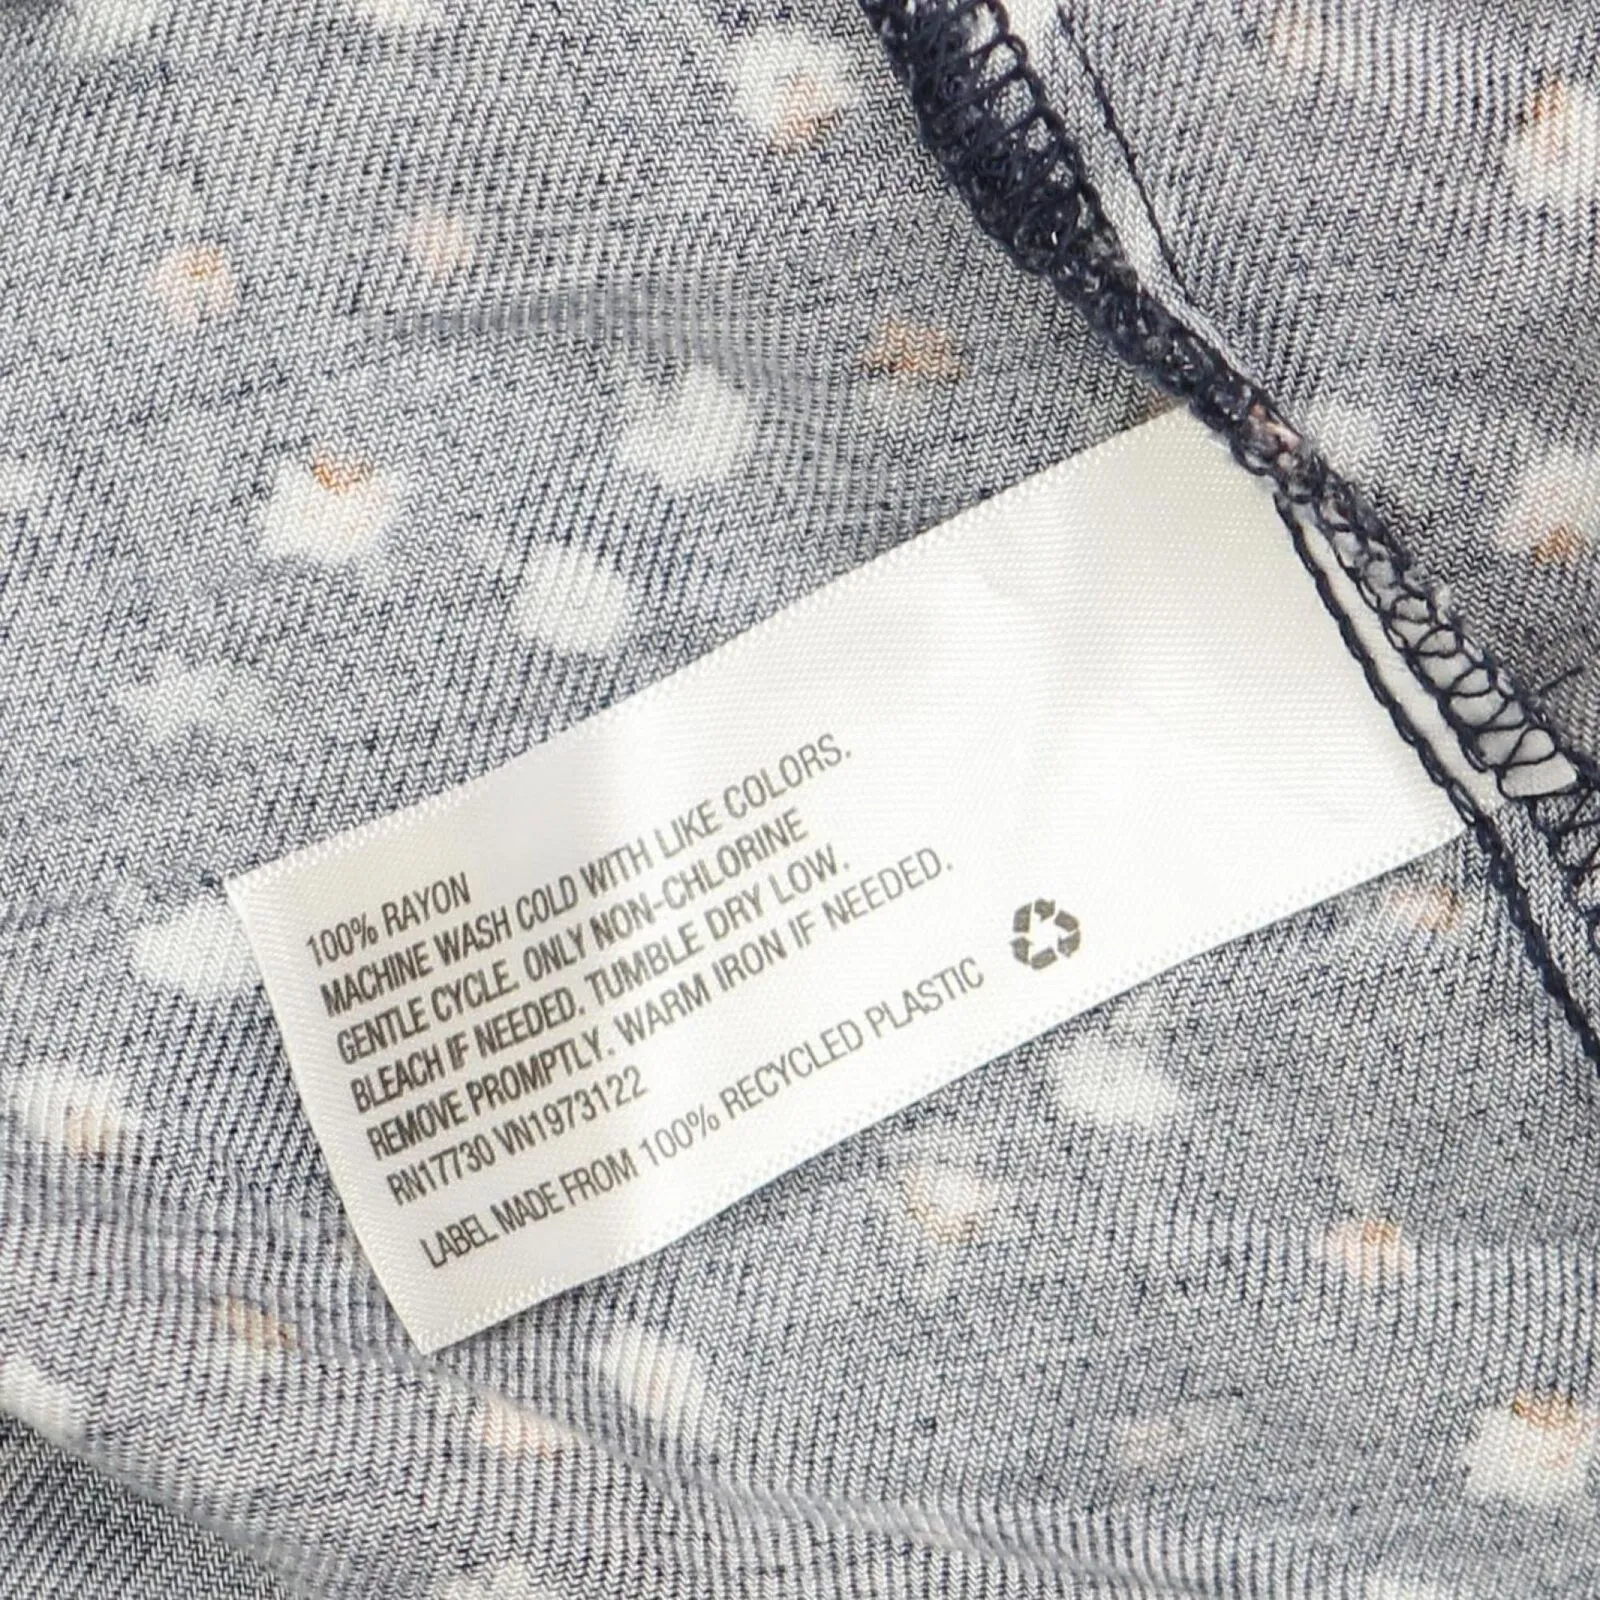 100% RAYON
MACHINE WASH COLD WITH LIKE COLORS.
GENTLE CYCLE. ONLY NON-CHLORINE
BLEACH IF NEEDED. TUMBLE DRY LOW.
REMOVE PROMPTLY. WARM IRON IF NEEDED.
RN17730 VN1973122
LABEL MADE FROM 100% RECYCLED PLASTIC